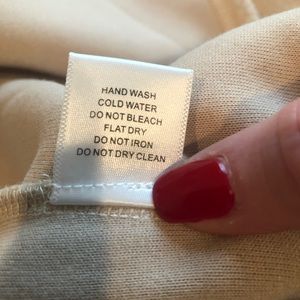 HAND WASH
COLD WATER
DO NOT BLEACH
FLAT DRY
DO NOT IRON
DO NOT DRY CLEAN